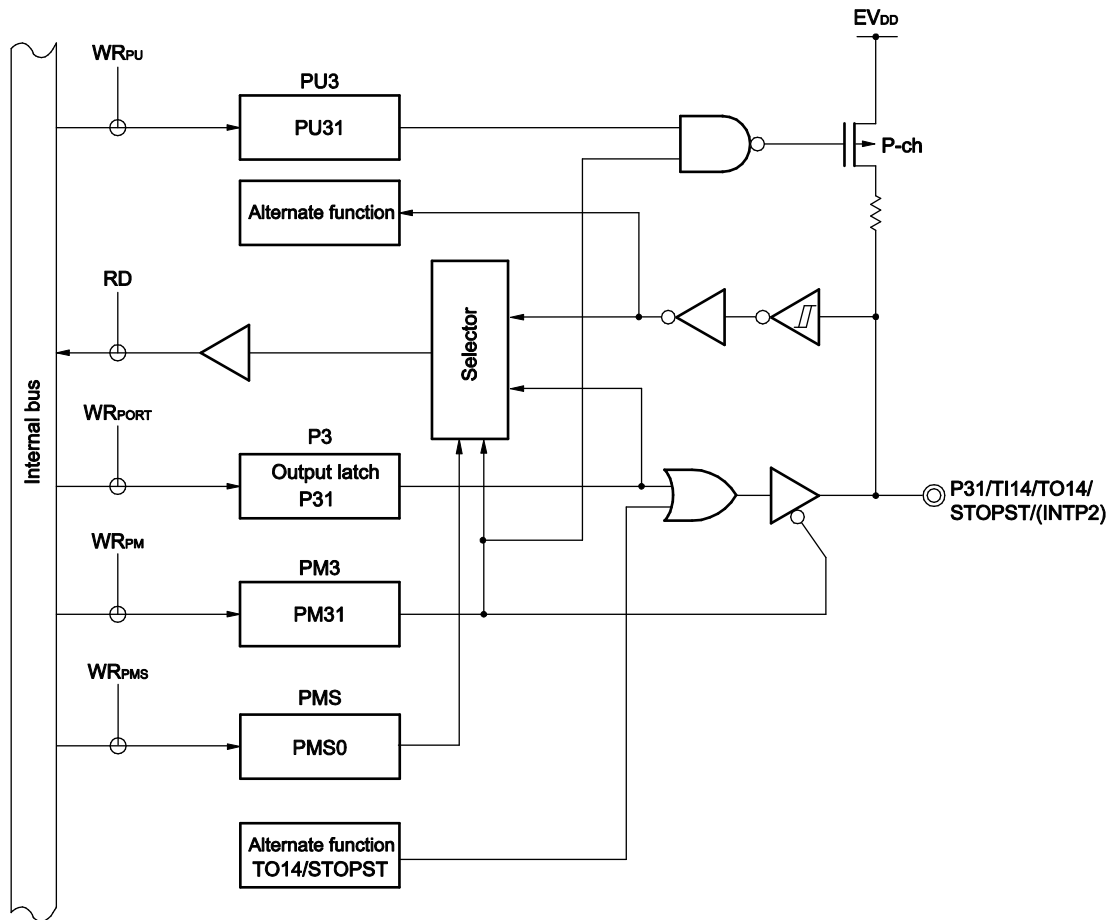 EVDD
WRPU
PU3
PU31
P-ch
Alternate function
RD
Selector
Internal bus
WRPORT
P3
Output latch
P31
P31/TI14/TO14/
STOPST/(INTP2)
WRPM
PM3
PM31
WRPMS
PMS
PMS0
Alternate function
TO14/STOPST